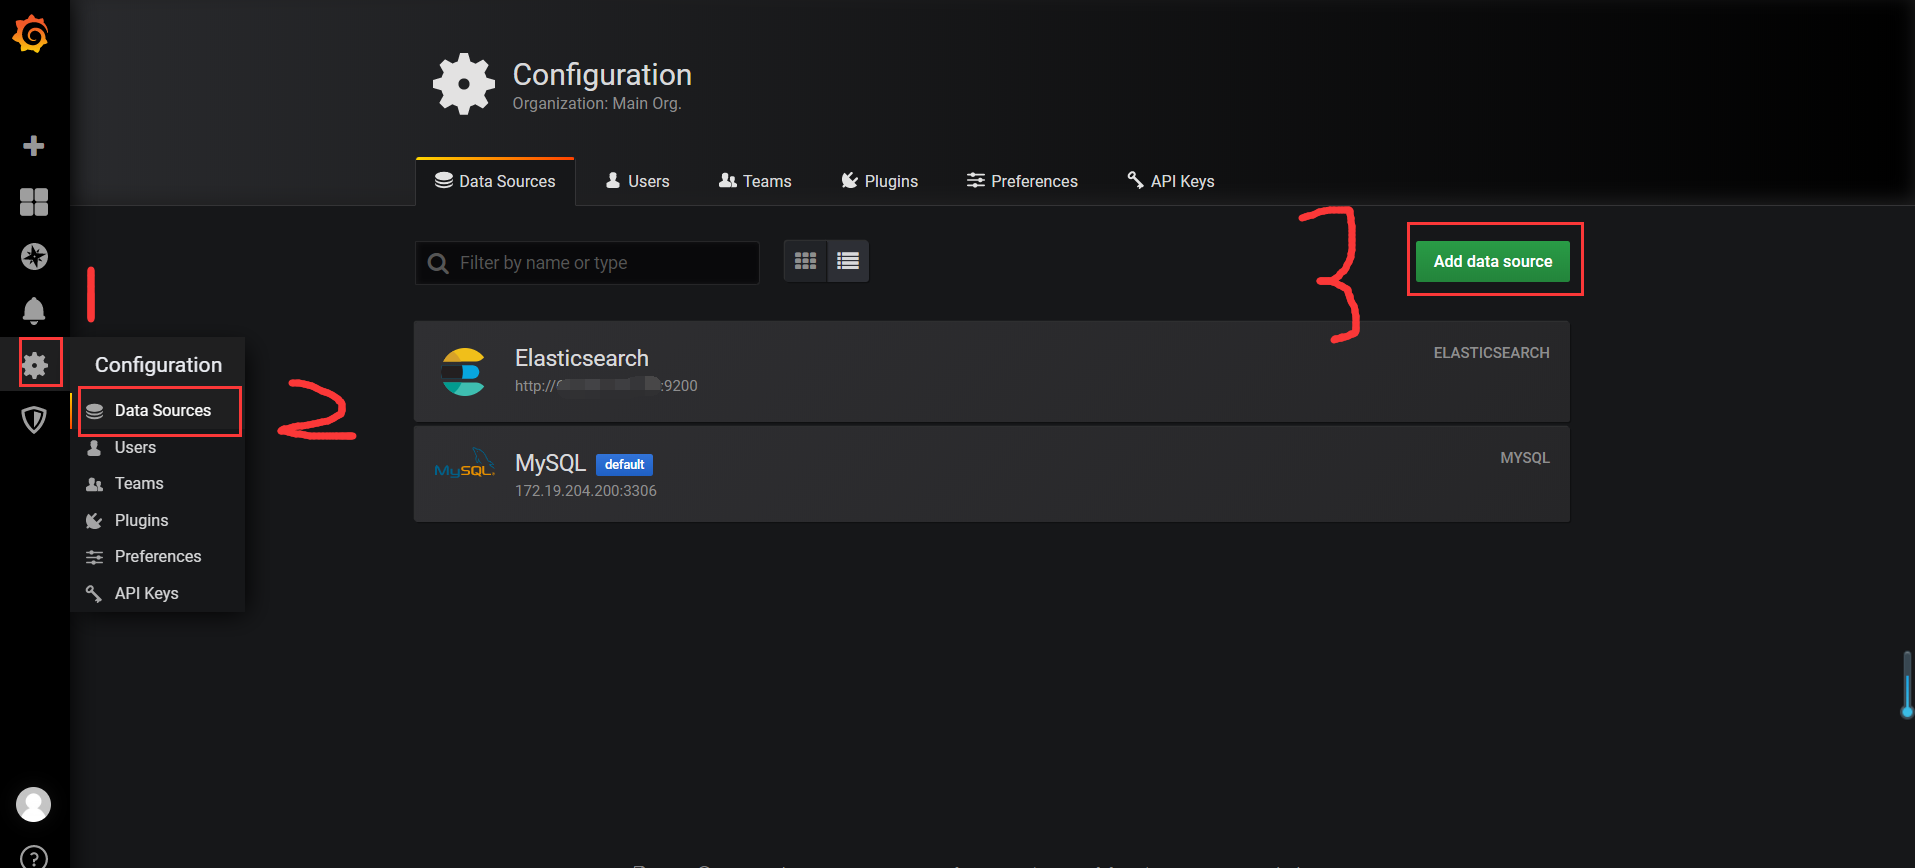 Configuration
Organization: Main Org.
Data Sources
Users
Teams
Plugins
Preferences
API Keys
Filter by name or type
Add data source
3
1
Configuration
Data Sources
Users
Teams
Plugins
Preferences
API Keys
2
Elasticsearch
ELASTICSEARCH
http:// :9200
MySQL
MySQL default
MYSQL
172.19.204.200:3306
?